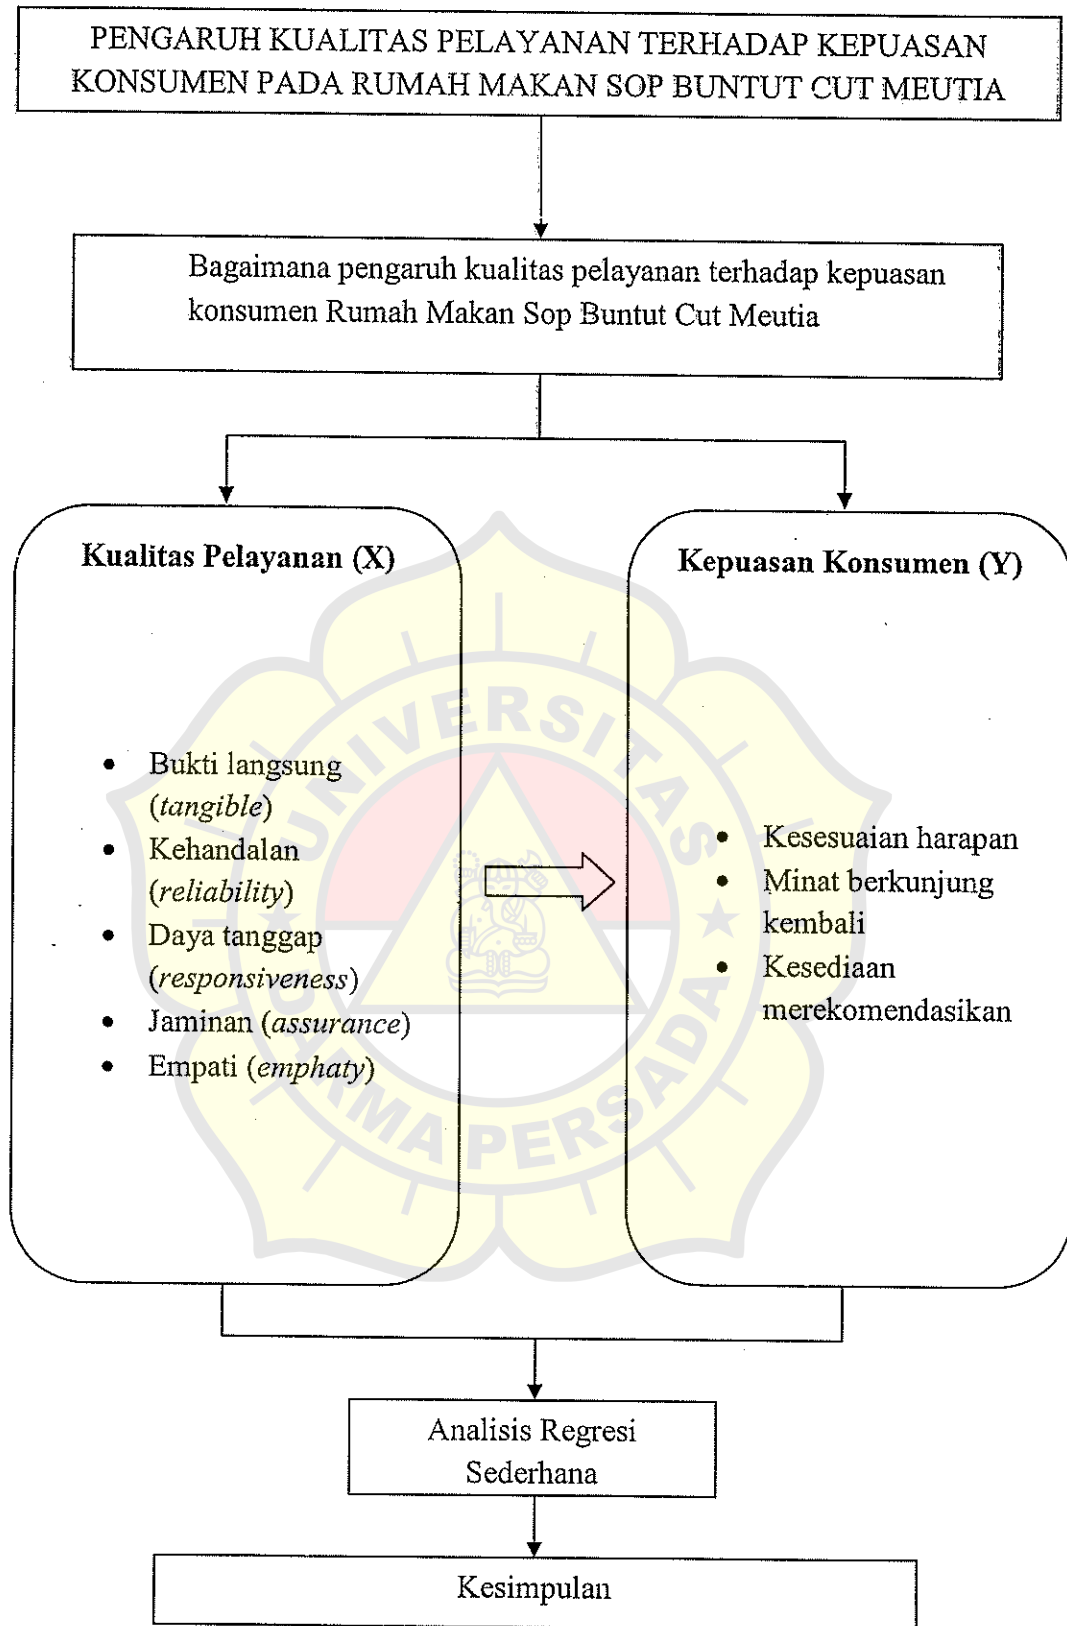 PENGARUH KUALITAS PELAYANAN TERHADAP KEPUASAN
KONSUMEN PADA RUMAH MAKAN SOP BUNTUT CUT MEUTIA
Bagaimana pengaruh kualitas pelayanan terhadap kepuasan
konsumen Rumah Makan Sop Buntut Cut Meutia
Kualitas Pelayanan (X)
• Bukti langsung
(tangible)
• Kehandalan
(reliability)
• Daya tanggap
(responsiveness)
• Jaminan (assurance)
• Empati (emphaty)
Kepuasan Konsumen (Y)
• Kesesuaian harapan
• Minat berkunjung
kembali
• Kesediaan
merekomendasikan
UNIVERSITAS
DARMA PERSADA
Analisis Regresi
Sederhana
Kesimpulan